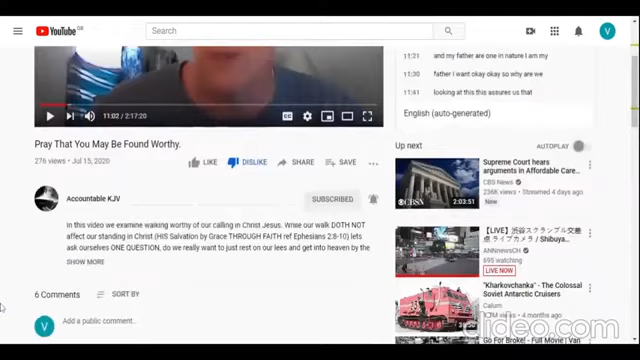 YouTube GB
Search
V
11:02 / 2:17:20
CC
Pray That You May Be Found Worthy.
276 views • Jul 15, 2020
LIKE
DISLIKE
SHARE
SAVE
Accountable KJV
SUBSCRIBED
In this video we examine walking worthy of our calling in Christ Jesus. our walk DOTH NOT
affect our standing in Christ (HIS Salvation by Grace THROUGH FAITH ref Ephesians 2:8-10) lets
ask ourselves ONE QUESTION, do we really want to just rest on our lees and get into heaven by the
SHOW MORE
6 Comments
SORT BY
V
Add a public comment..
11:21 and my father are one in nature I am my
11:30 father I want okay okay so why are we
11:41 looking at this this assures us that
English (auto-generated)
Up next
AUTOPLAY
CBSN
2:03:51
Supreme Court hears
arguments in Affordable Care...
CBS News
236K views • Streamed 4 days ago
New
【LIVE】渋谷スクランブル交差
点 ライブカメラ / Shibuya...
ANNnewsCH
695 watching
LIVE NOW
"Kharkovchanka" - The Colossal
Soviet Antarctic Cruisers
Calum
views • 4 months ago
Go For Broke! - Full Movie | Van